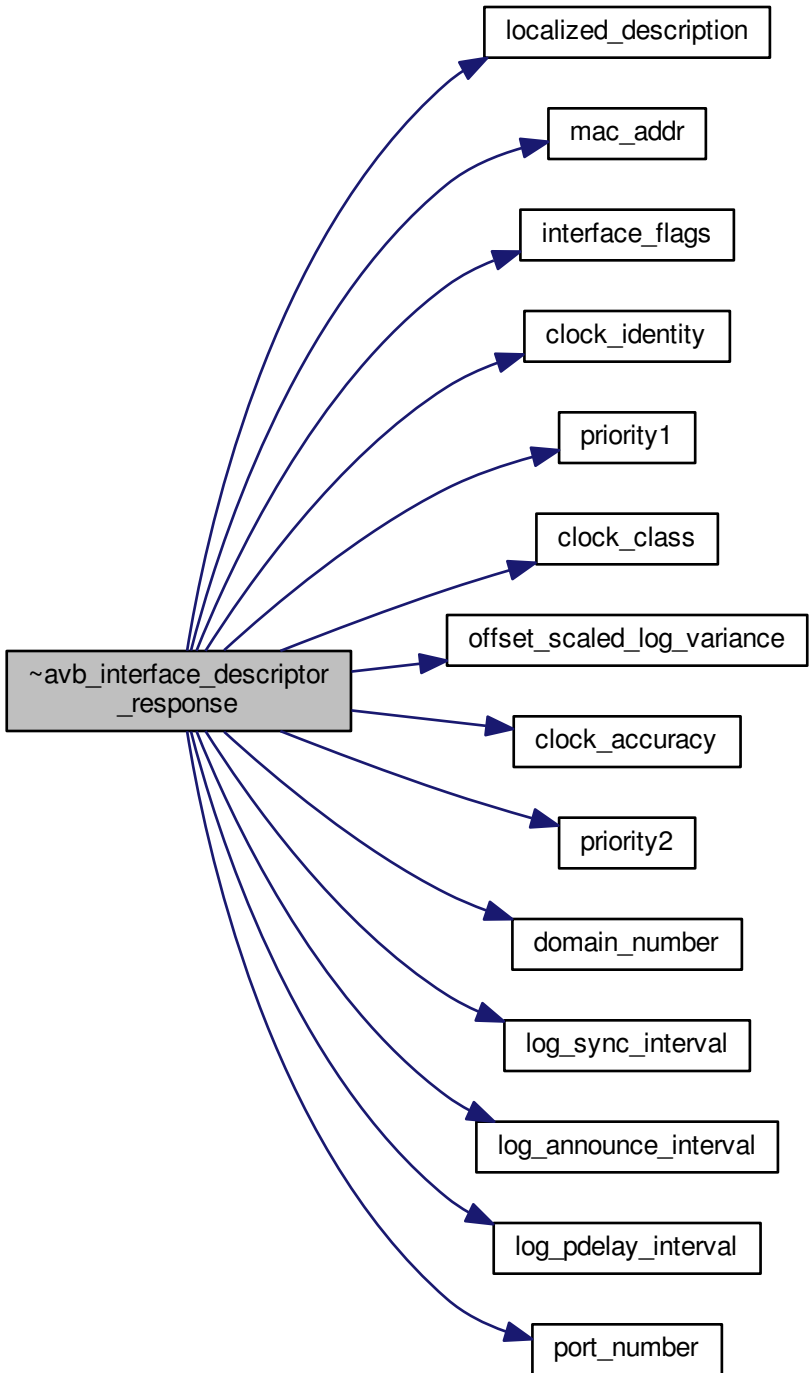 localized_description
mac_addr
interface_flags
clock_identity
priority1
clock_class
offset_scaled_log_variance
~avb_interface_descriptor
_response
clock_accuracy
priority2
domain_number
log_sync_interval
log_announce_interval
log_pdelay_interval
port_number